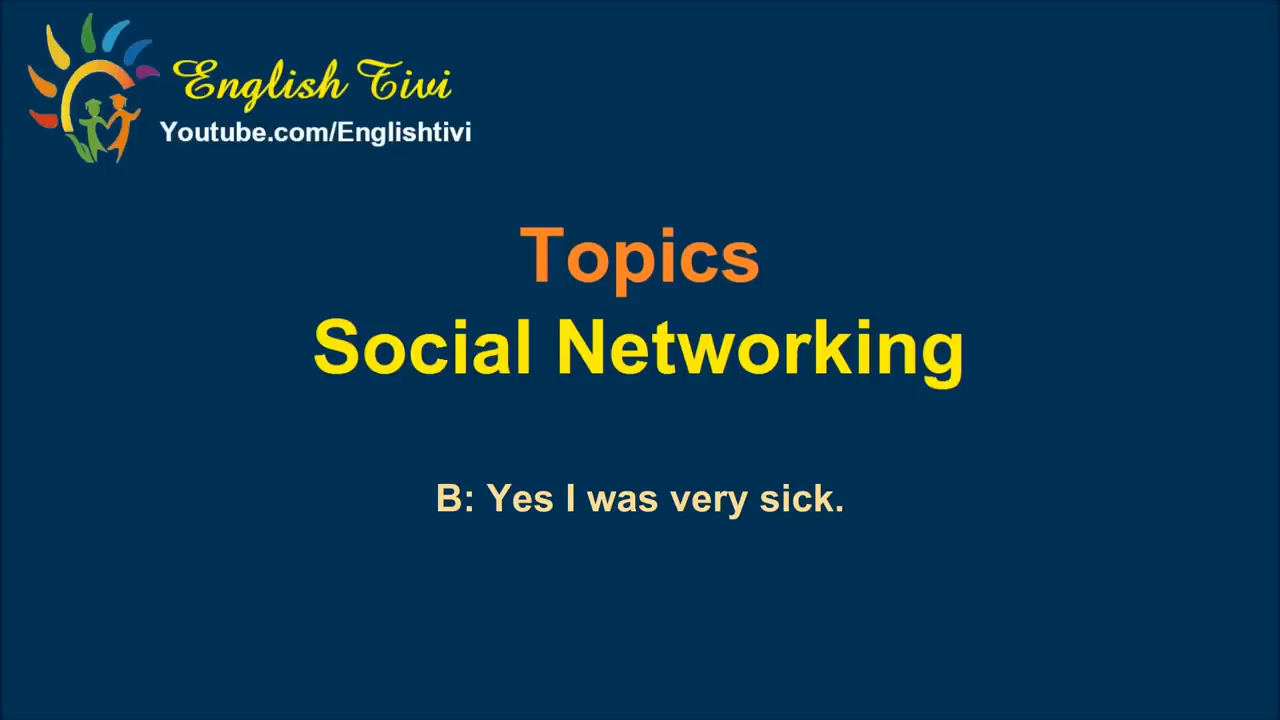 English Tivi
Youtube.com/Englishtivi
Topics
Social Networking
B: Yes I was very sick.